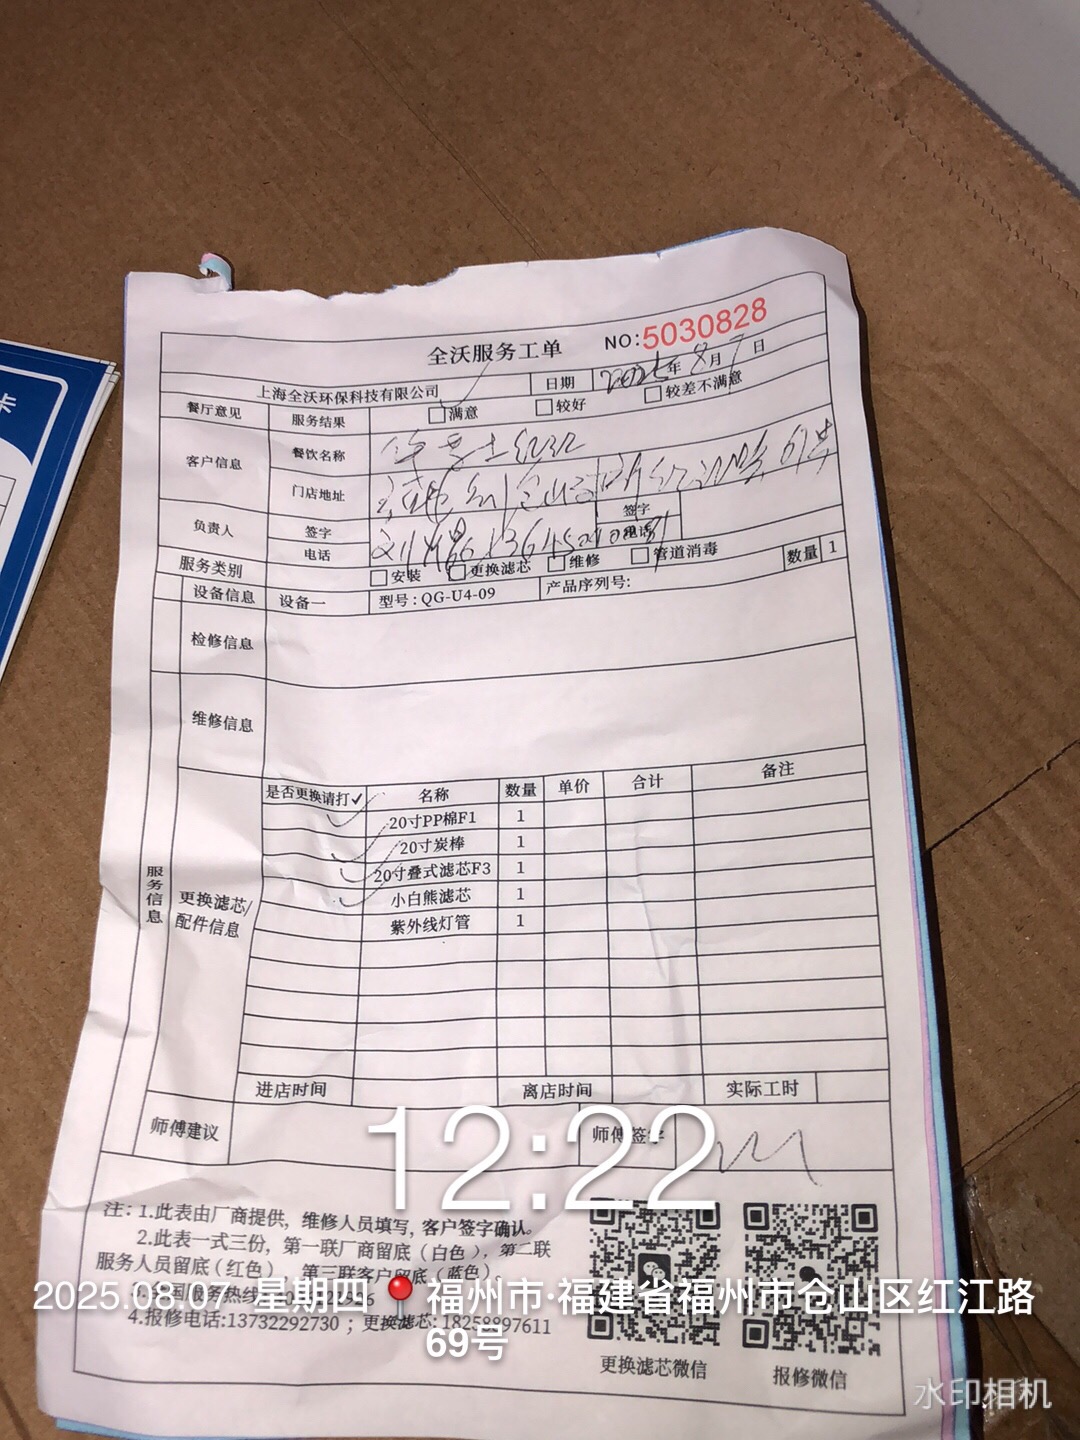 卡
全沃服务工单 NO:5030828
上海全沃环保科技有限公司 日期 2025年8月7日
餐厅意见 服务结果 满意 较好 较差不满意
客户信息 餐饮名称
门店地址
负责人 签字 签字
电话 电话
服务类别 安装 更换滤芯 维修 管道消毒 数量 1
设备信息 设备一 型号:QG-U4-09 产品序列号:
检修信息
维修信息
服务信息
更换滤芯/配件信息
是否更换请打✓ 名称 数量 单价 合计 备注
✓ 20寸PP棉F1 1
✓ 20寸炭棒 1
✓ 20寸叠式滤芯F3 1
✓ 小白熊滤芯 1
紫外线灯管 1
进店时间 离店时间 实际工时
师傅建议 师傅签字
12:22
注:1.此表由厂商提供,维修人员填写,客户签字确认。
2.此表一式三份,第一联厂商留底(白色),第二联
服务人员留底(红色),第三联客户留底(蓝色)。
4.报修电话:13732292730;更换滤芯:18258897611
更换滤芯微信 报修微信
2025.08.07 星期四 福州市·福建省福州市仓山区红江路
69号
水印相机